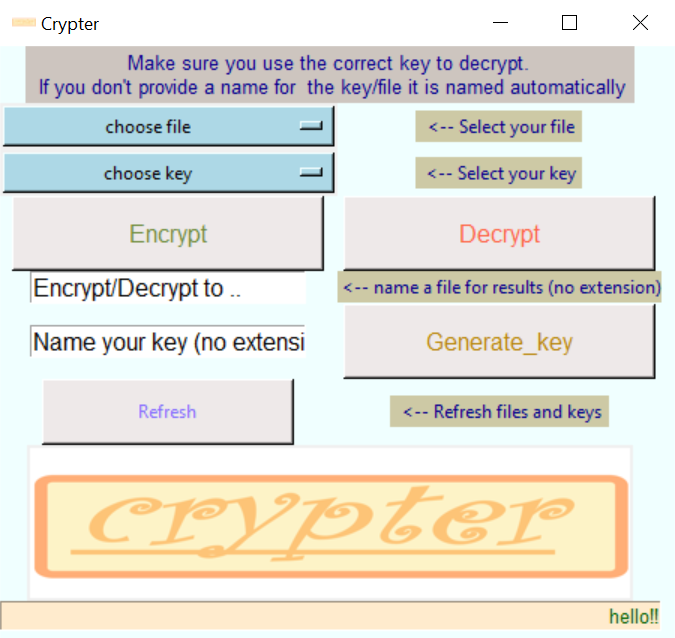 Crypter
Make sure you use the correct key to decrypt.
If you don't provide a name for  the key/file it is named automatically
choose file
<-- Select your file
choose key
<-- Select your key
Encrypt
Decrypt
Encrypt/Decrypt to ..
<-- name a file for results (no extension)
Name your key (no extensi
Generate_key
Refresh
<-- Refresh files and keys
crypter
hello!!